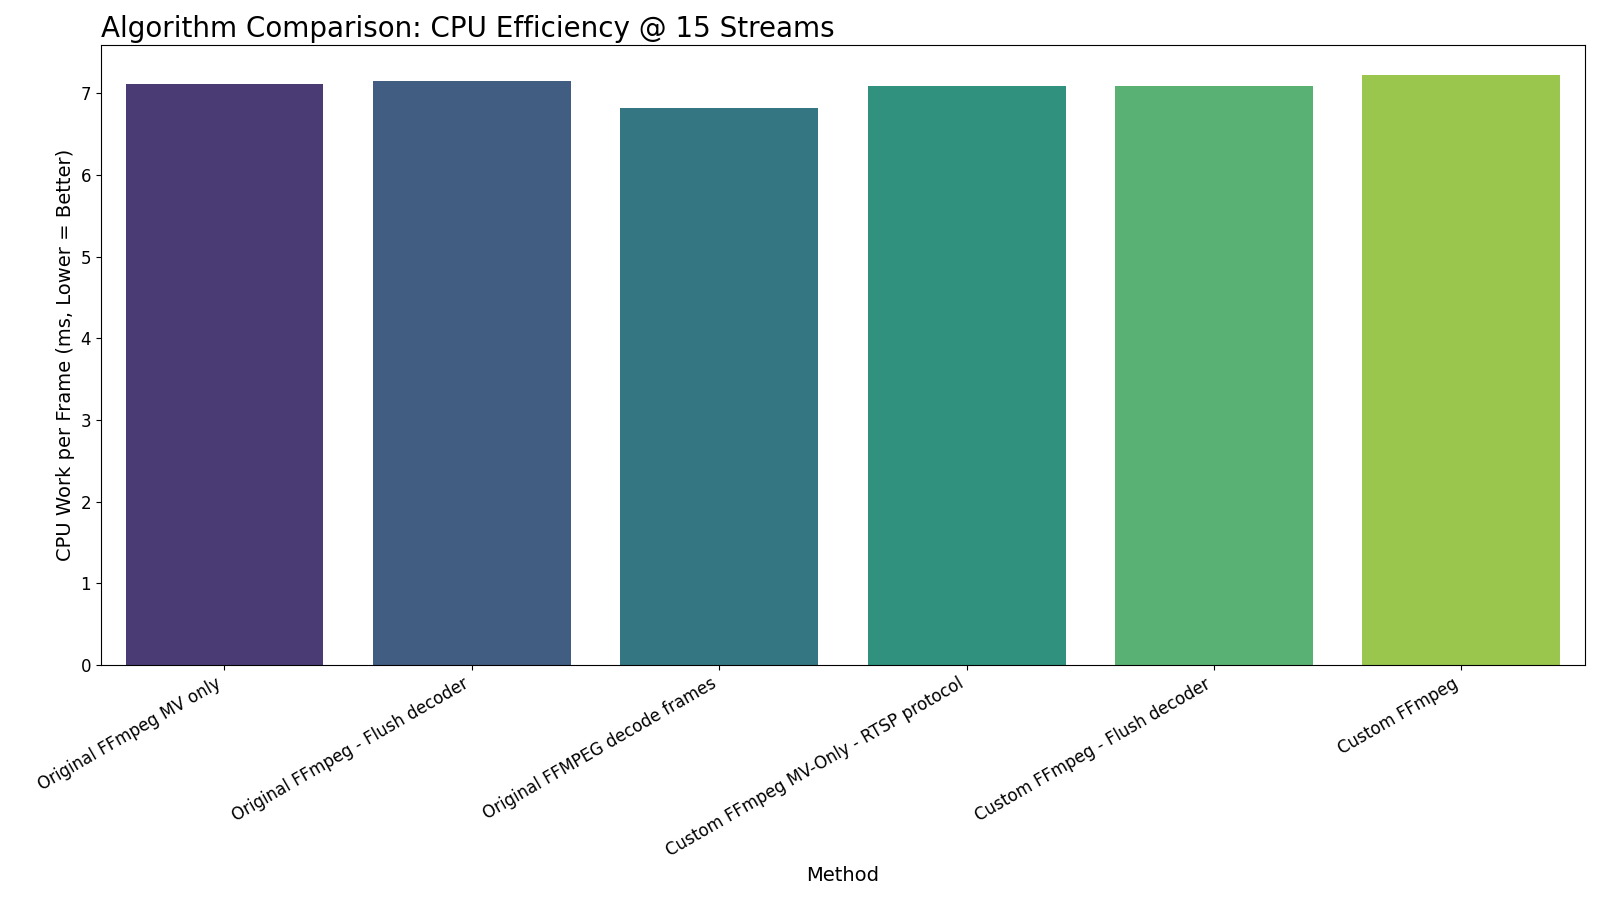 Algorithm Comparison: CPU Efficiency @ 15 Streams
CPU Work per Frame (ms, Lower = Better)
7
6
5
4
3
2
1
0
Original FFmpeg MV only
Original FFmpeg - Flush decoder
Original FFMPEG decode frames
Custom FFmpeg MV-Only - RTSP protocol
Custom FFmpeg - Flush decoder
Custom FFmpeg
Method